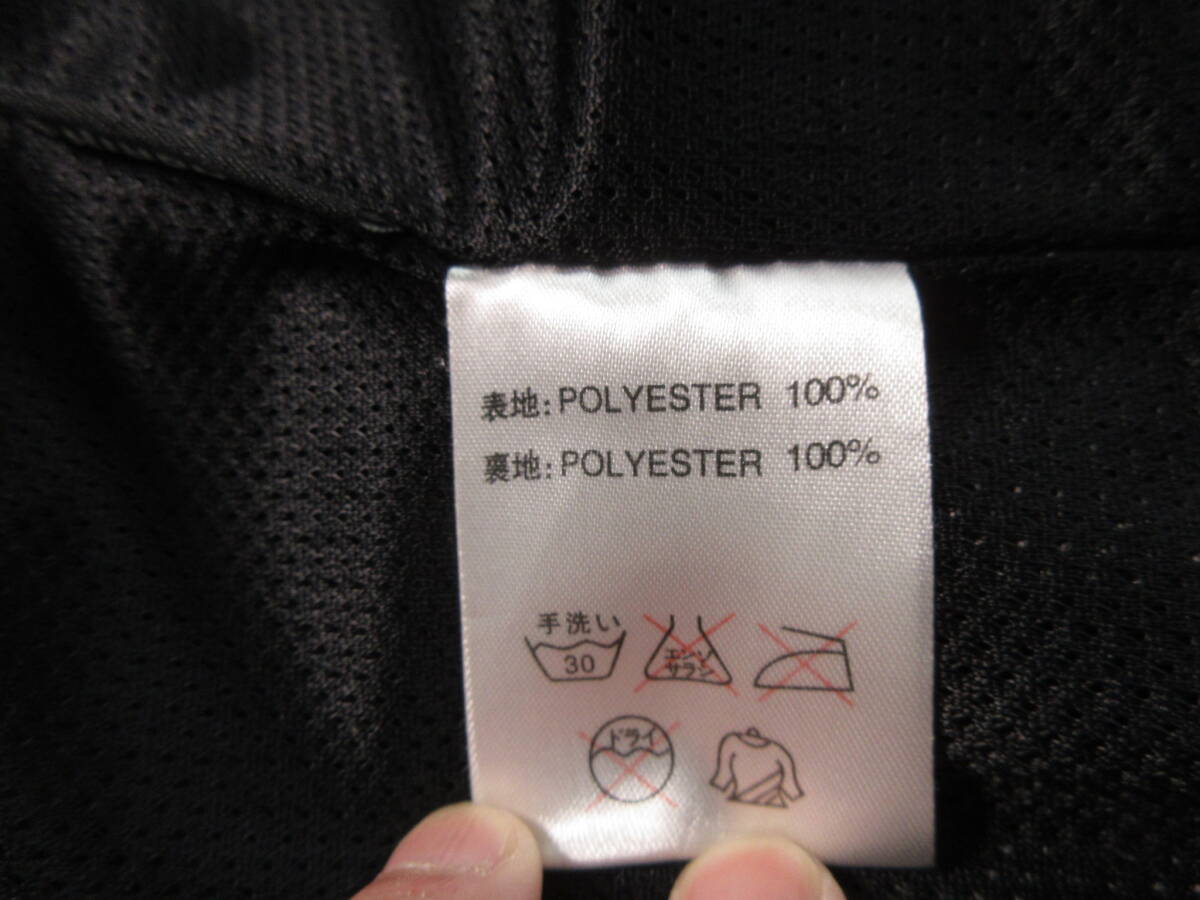 表地: POLYESTER 100%
裏地: POLYESTER 100%
手洗い
30
エンソ
サラシ
ドライ